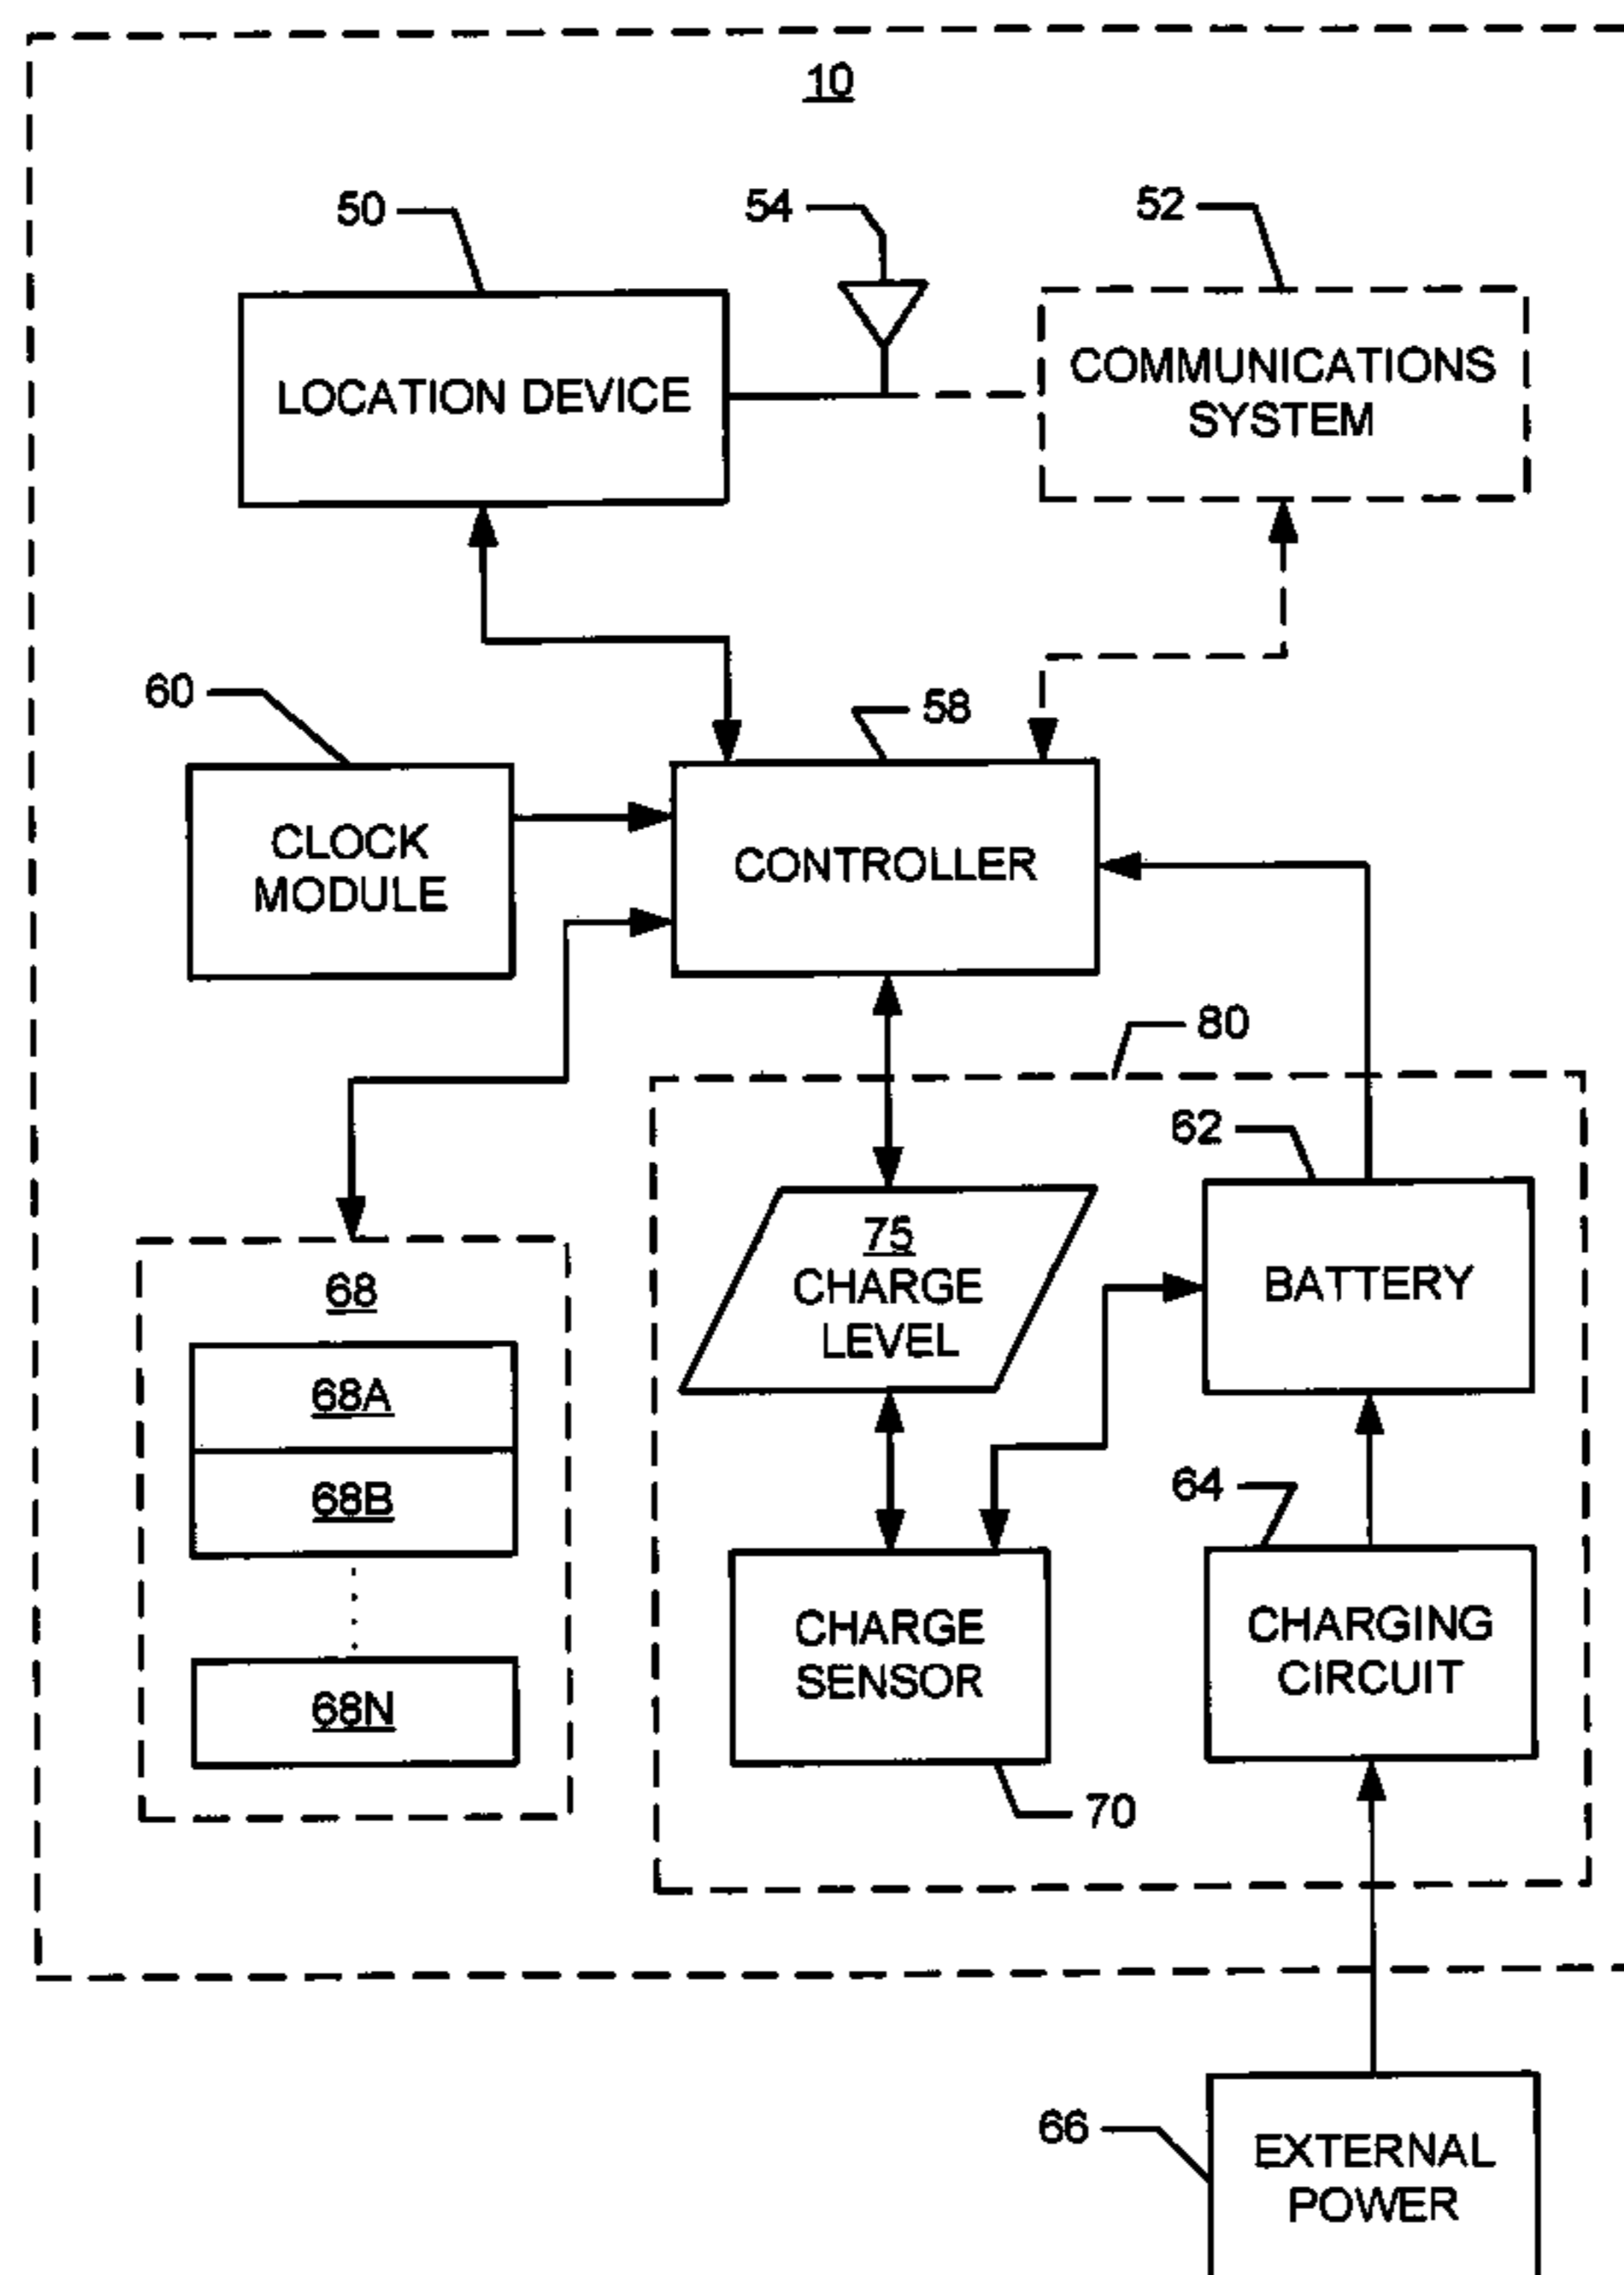 10
50
54
52
LOCATION DEVICE
COMMUNICATIONS
SYSTEM
60
58
CLOCK
MODULE
CONTROLLER
80
62
75
CHARGE
LEVEL
BATTERY
68
68A
68B
68N
64
CHARGE
SENSOR
CHARGING
CIRCUIT
70
66
EXTERNAL
POWER